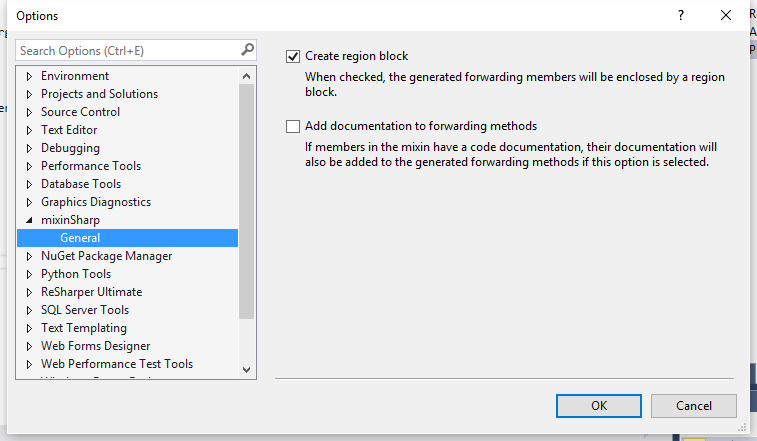 Options
?
Search Options (Ctrl+E)
Environment
Projects and Solutions
Source Control
Text Editor
Debugging
Performance Tools
Database Tools
Graphics Diagnostics
mixinSharp
General
NuGet Package Manager
Python Tools
ReSharper Ultimate
SQL Server Tools
Text Templating
Web Forms Designer
Web Performance Test Tools
Create region block
When checked, the generated forwarding members will be enclosed by a region
block.
Add documentation to forwarding methods
If members in the mixin have a code documentation, their documentation will
also be added to the generated forwarding methods if this option is selected.
OK
Cancel